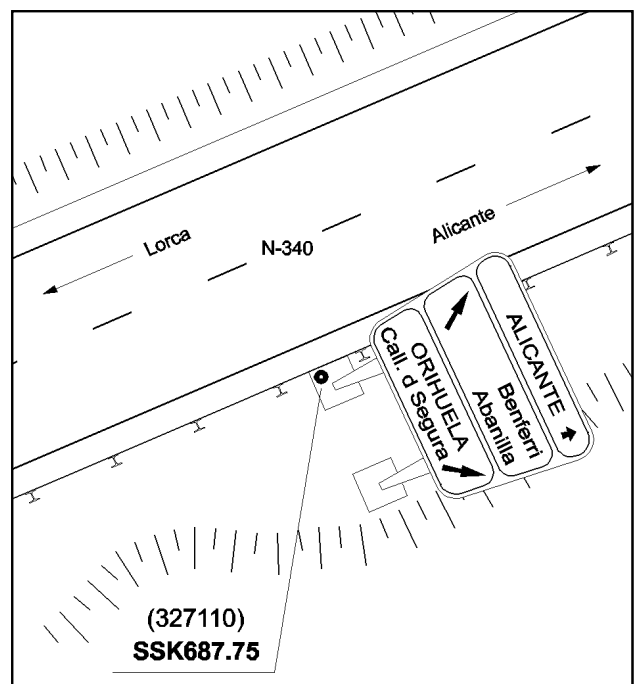 Lorca
N-340
Alicante
ALICANTE
Benferri
Abanilla
ORIHUELA
Call. d Segura
(327110)
SSK687.75